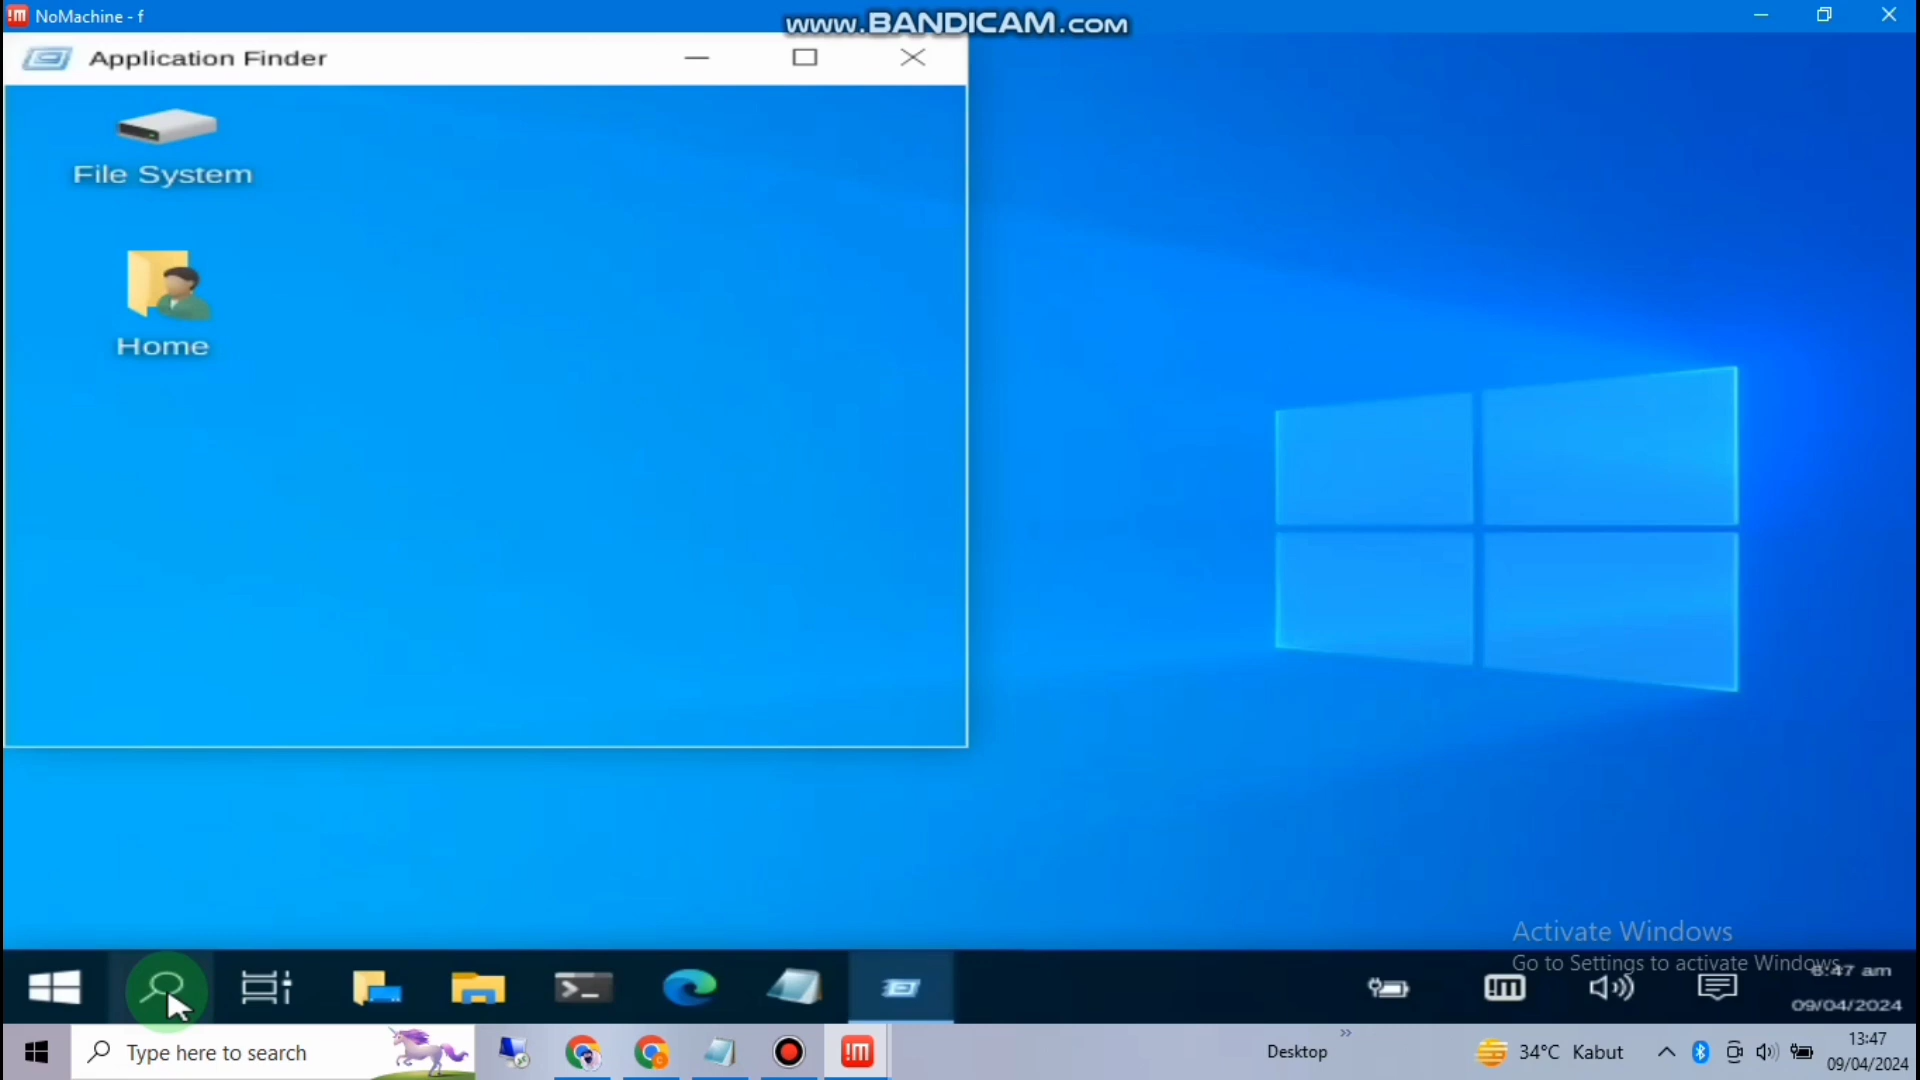 NoMachine - f
www.BANDICAM.com
Application Finder
File System
Home
Activate Windows
Go to Settings to activate Windows.
:47 am
09/04/2024
Type here to search
Desktop
34°C Kabut
13:47
09/04/2024